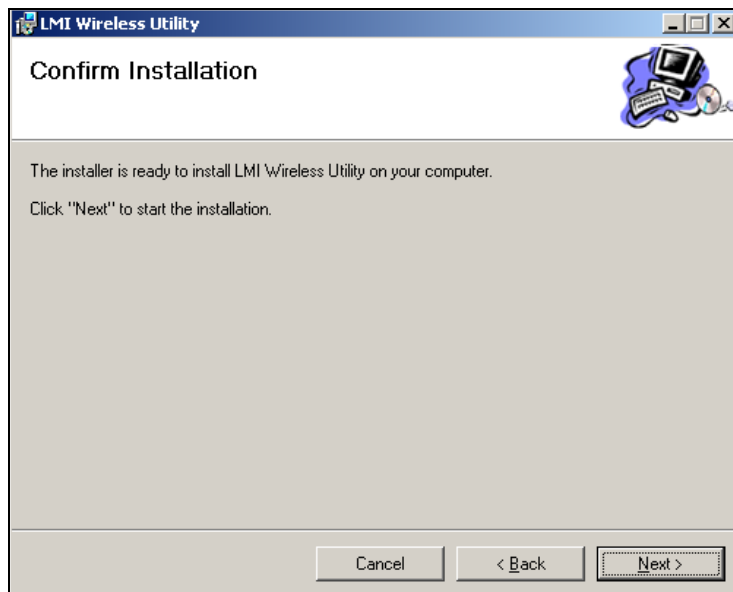 LMI Wireless Utility
Confirm Installation
The installer is ready to install LMI Wireless Utility on your computer.
Click "Next" to start the installation.
Cancel
< Back
Next >